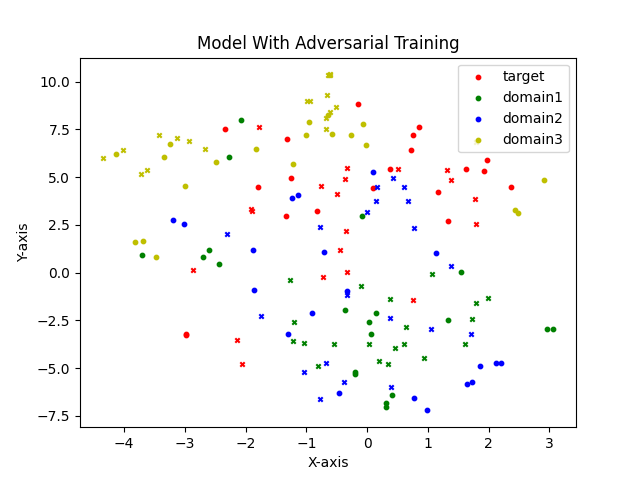 Model With Adversarial Training
10.0
7.5
5.0
2.5
0.0
−2.5
−5.0
−7.5
Y-axis
target
domain1
domain2
domain3
−4 −3 −2 −1 0 1 2 3
X-axis